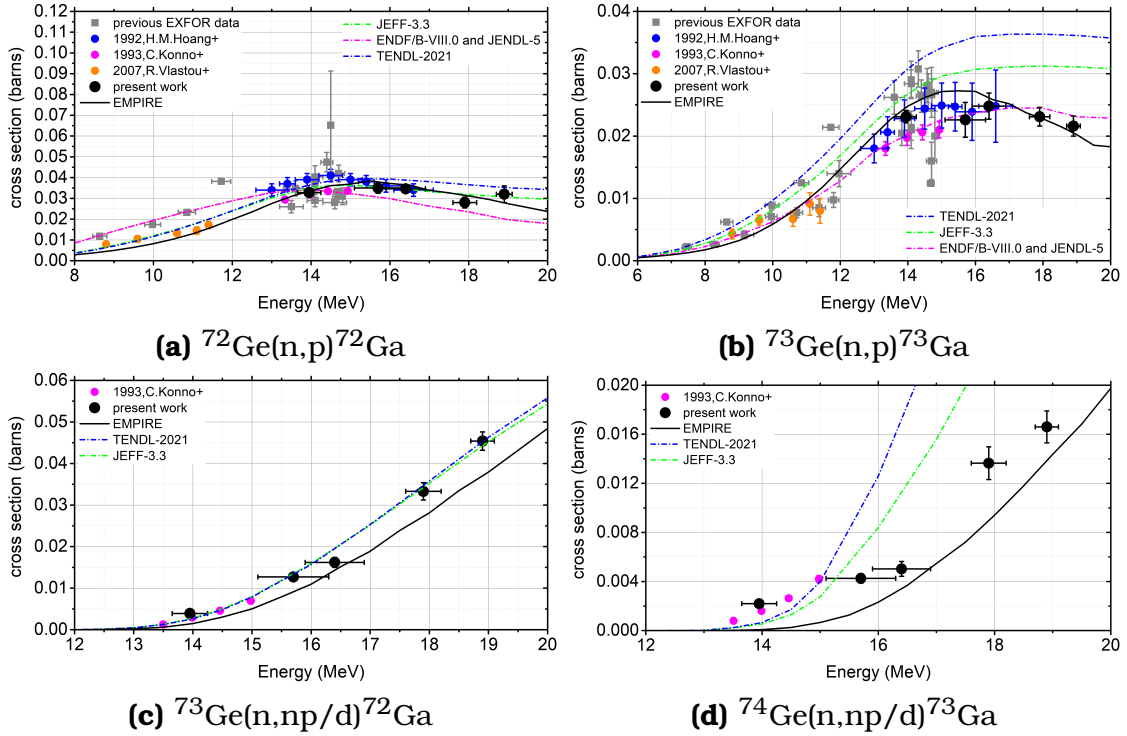 0.12
0.11
0.10
0.09
0.08
0.07
0.06
0.05
0.04
0.03
0.02
0.01
0.00
cross section (barns)
previous EXFOR data
1992,H.M.Hoang+
1993,C.Konno+
2007,R.Vlastou+
present work
EMPIRE
JEFF-3.3
ENDF/B-VIII.0 and JENDL-5
TENDL-2021
8 10 12 14 16 18 20
Energy (MeV)
(a) ⁷²Ge(n,p)⁷²Ga
0.04
0.03
0.02
0.01
0.00
cross section (barns)
previous EXFOR data
1992,H.M.Hoang+
1993,C.Konno+
2007,R.Vlastou+
present work
EMPIRE
TENDL-2021
JEFF-3.3
ENDF/B-VIII.0 and JENDL-5
6 8 10 12 14 16 18 20
Energy (MeV)
(b) ⁷³Ge(n,p)⁷³Ga
0.06
0.05
0.04
0.03
0.02
0.01
0.00
cross section (barns)
1993,C.Konno+
present work
EMPIRE
TENDL-2021
JEFF-3.3
12 13 14 15 16 17 18 19 20
Energy (MeV)
(c) ⁷³Ge(n,np/d)⁷²Ga
0.020
0.016
0.012
0.008
0.004
0.000
cross section (barns)
1993,C.Konno+
present work
EMPIRE
TENDL-2021
JEFF-3.3
12 14 16 18 20
Energy (MeV)
(d) ⁷⁴Ge(n,np/d)⁷³Ga